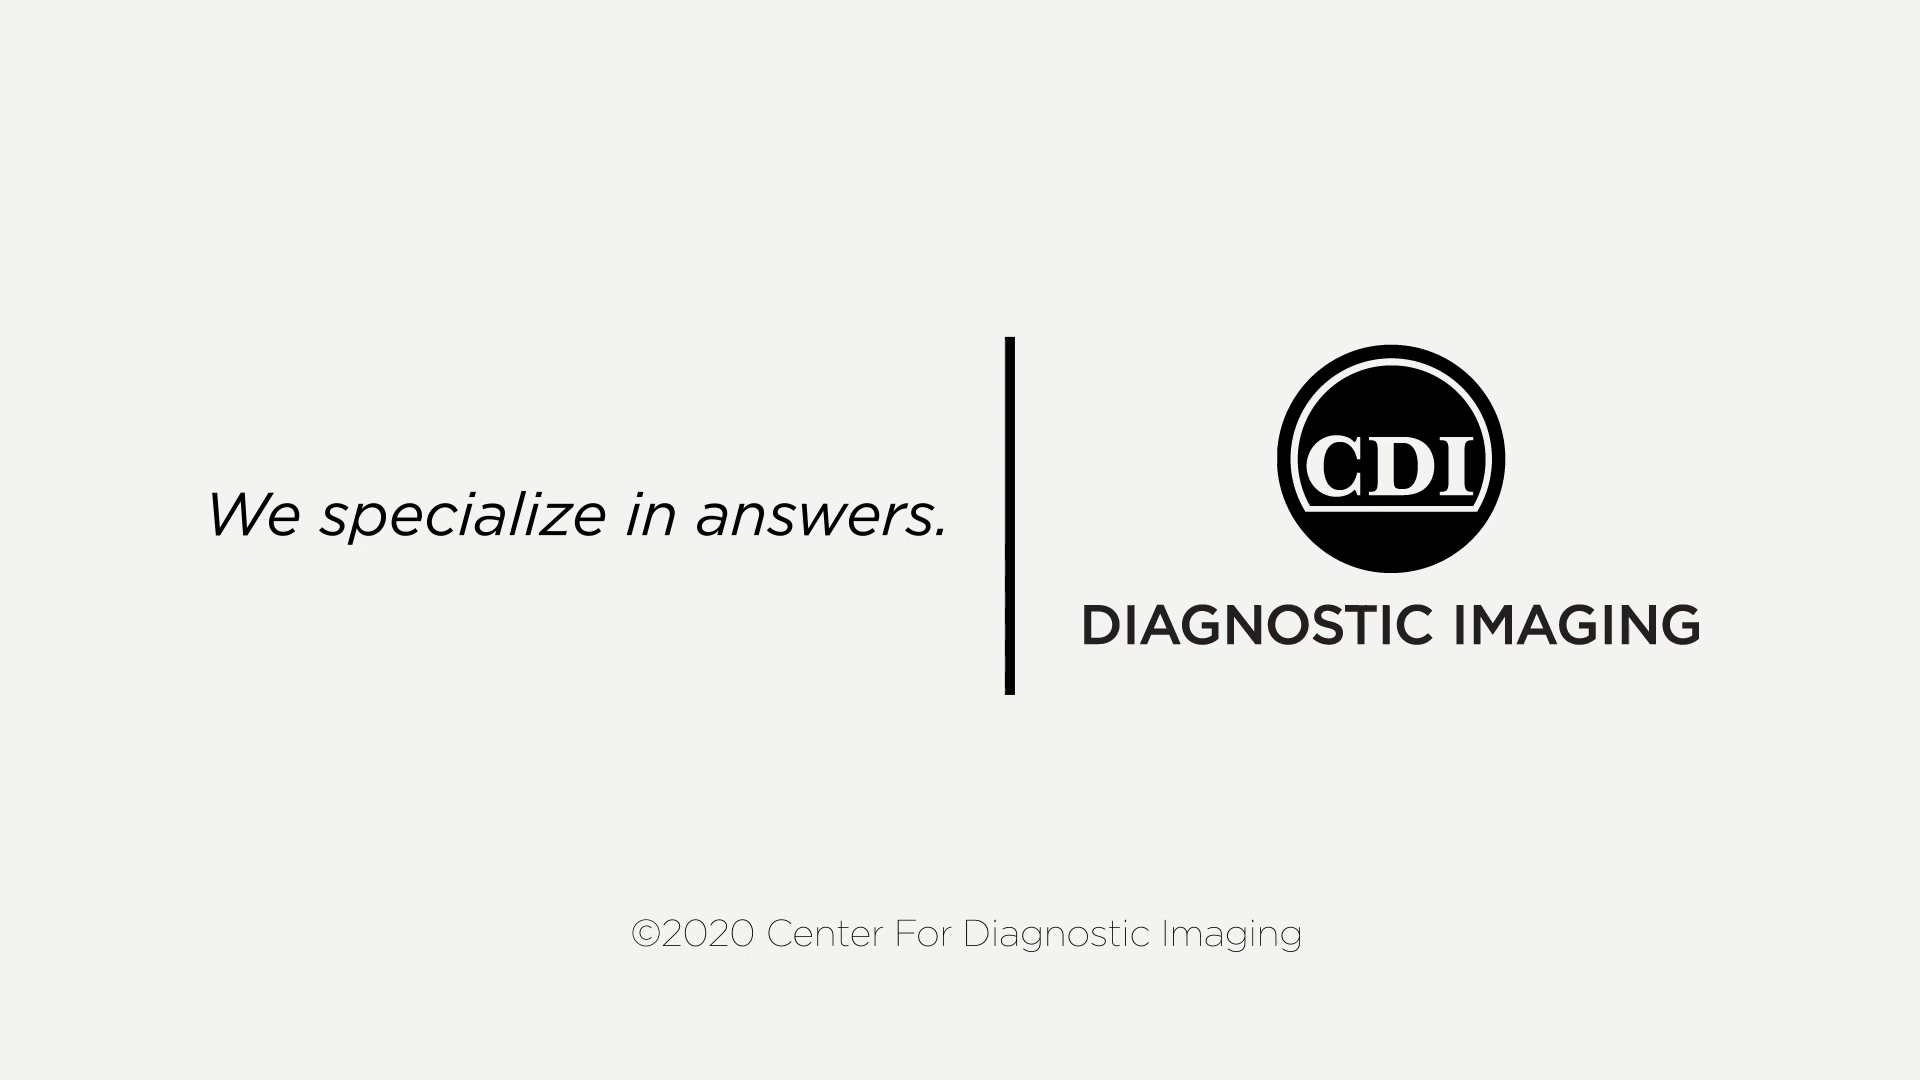 We specialize in answers.
CDI
DIAGNOSTIC IMAGING
©2020 Center For Diagnostic Imaging